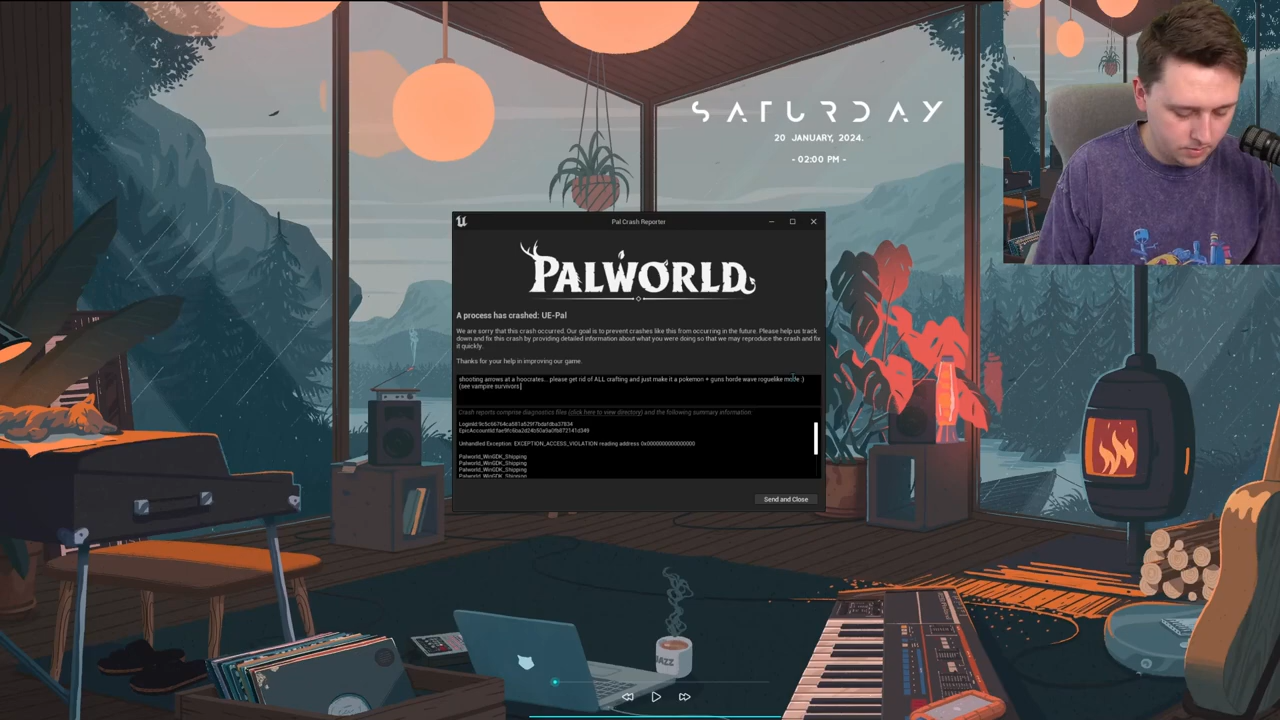 SATURDAY
20 JANUARY, 2024.
- 02:00 PM -
Pal Crash Reporter
PALWORLD
A process has crashed: UE-Pal
We are sorry that this crash occurred. Our goal is to prevent crashes like this from occurring in the future. Please help us track
down and fix this crash by providing detailed information about what you were doing so that we may reproduce the crash and fix
it quickly.
Thanks for your help in improving our game.
shooting arrows at a hoocrates.. please get rid of ALL crafting and just make it a pokemon + guns horde wave roguelike mode :)
(see vampire survivors
Crash reports comprise diagnostics files (click here to view directory) and the following summary information:
LoginId:
EpicAccountId:
Unhandled Exception: EXCEPTION_ACCESS_VIOLATION reading address 0x0000000000000000
Palworld_WinGDK_Shipping
Palworld_WinGDK_Shipping
Palworld_WinGDK_Shipping
Palworld_WinGDK_Shipping
Send and Close
JAZZ